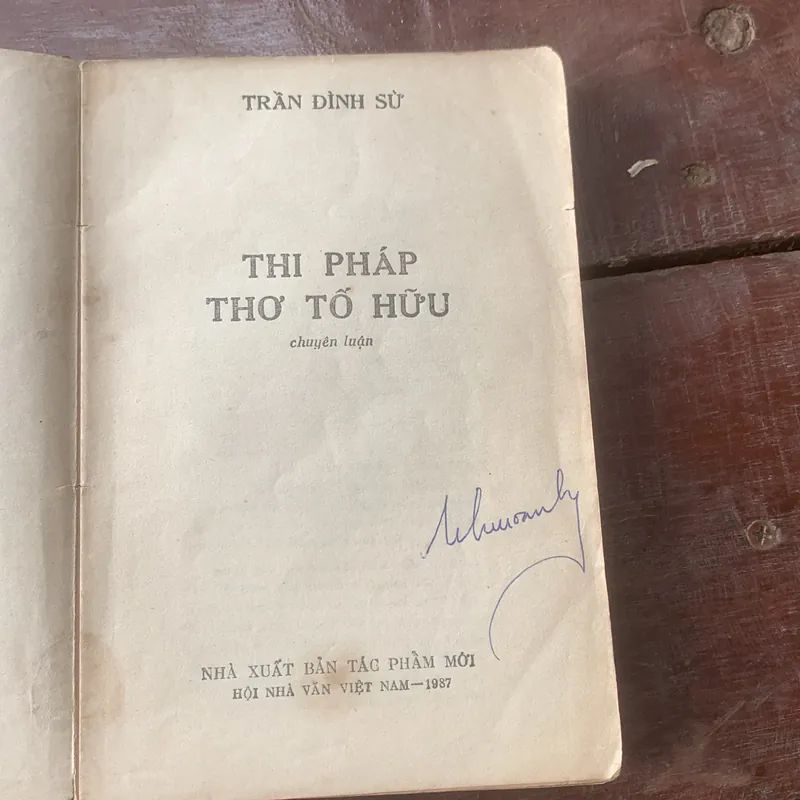 TRẦN ĐÌNH SỬ
THI PHÁP
THƠ TỐ HỮU
chuyên luận
NHÀ XUẤT BẢN TÁC PHẨM MỚI
HỘI NHÀ VĂN VIỆT NAM—1987